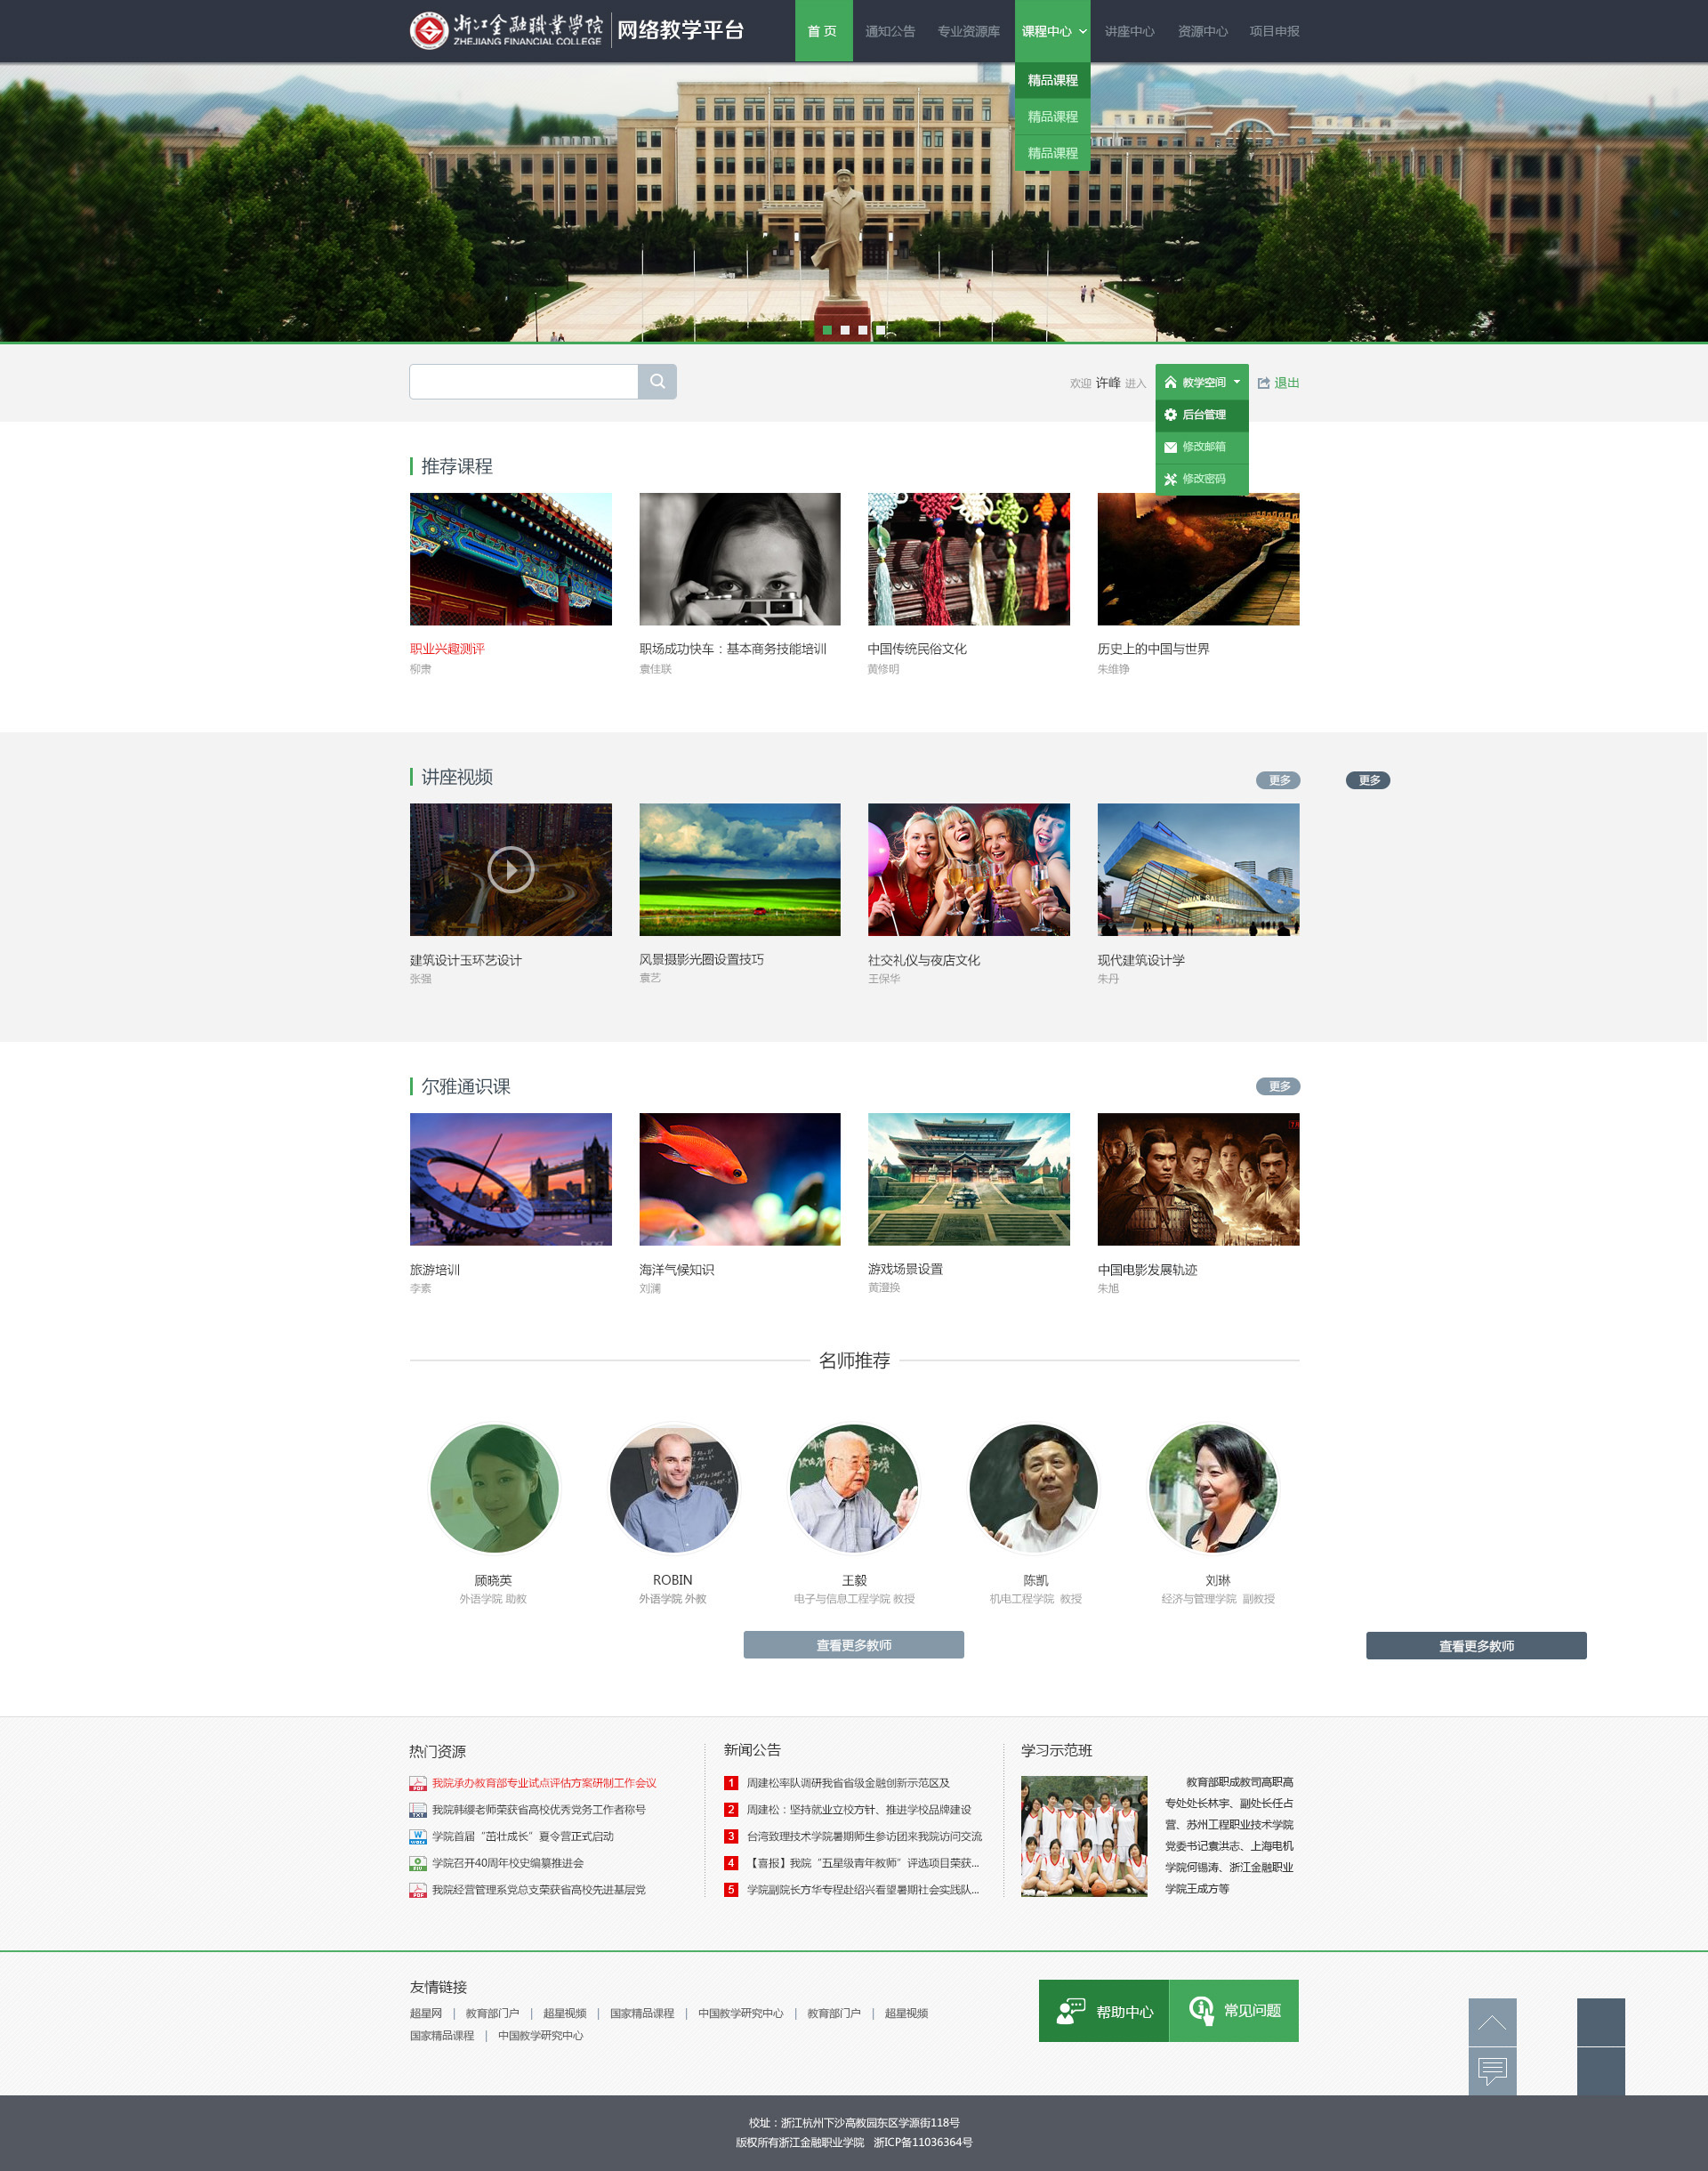 浙江金融职业学院
ZHEJIANG FINANCIAL COLLEGE
网络教学平台
首 页
通知公告
专业资源库
课程中心
讲座中心
资源中心
项目申报
精品课程
精品课程
精品课程
欢迎 许峰 进入
教学空间
退出
后台管理
修改邮箱
修改密码
推荐课程
职业兴趣测评
柳肃
职场成功快车：基本商务技能培训
袁佳联
中国传统民俗文化
黄修明
历史上的中国与世界
朱维铮
讲座视频
更多
更多
建筑设计玉环艺设计
张强
风景摄影光圈设置技巧
袁艺
社交礼仪与夜店文化
王保华
现代建筑设计学
朱丹
尔雅通识课
更多
旅游培训
李素
海洋气候知识
刘澜
游戏场景设置
黄澶换
中国电影发展轨迹
朱旭
名师推荐
顾晓英
外语学院 助教
ROBIN
外语学院 外教
王毅
电子与信息工程学院 教授
陈凯
机电工程学院 教授
刘琳
经济与管理学院 副教授
查看更多教师
查看更多教师
热门资源
我院承办教育部专业试点评估方案研制工作会议
我院韩缨老师荣获省高校优秀党务工作者称号
学院首届“茁壮成长”夏令营正式启动
学院召开40周年校史编纂推进会
我院经营管理系党总支荣获省高校先进基层党
新闻公告
1 周建松率队调研我省省级金融创新示范区及
2 周建松：坚持就业立校方针、推进学校品牌建设
3 台湾致理技术学院暑期师生参访团来我院访问交流
4 【喜报】我院“五星级青年教师”评选项目荣获...
5 学院副院长方华专程赴绍兴看望暑期社会实践队...
学习示范班
教育部职成教司高职高
专处处长林宇、副处长任占
营、苏州工程职业技术学院
党委书记袁洪志、上海电机
学院何锡涛、浙江金融职业
学院王成方等
友情链接
超星网 | 教育部门户 | 超星视频 | 国家精品课程 | 中国教学研究中心 | 教育部门户 | 超星视频
国家精品课程 | 中国教学研究中心
帮助中心
常见问题
校址：浙江杭州下沙高教园东区学源街118号
版权所有浙江金融职业学院 浙ICP备11036364号